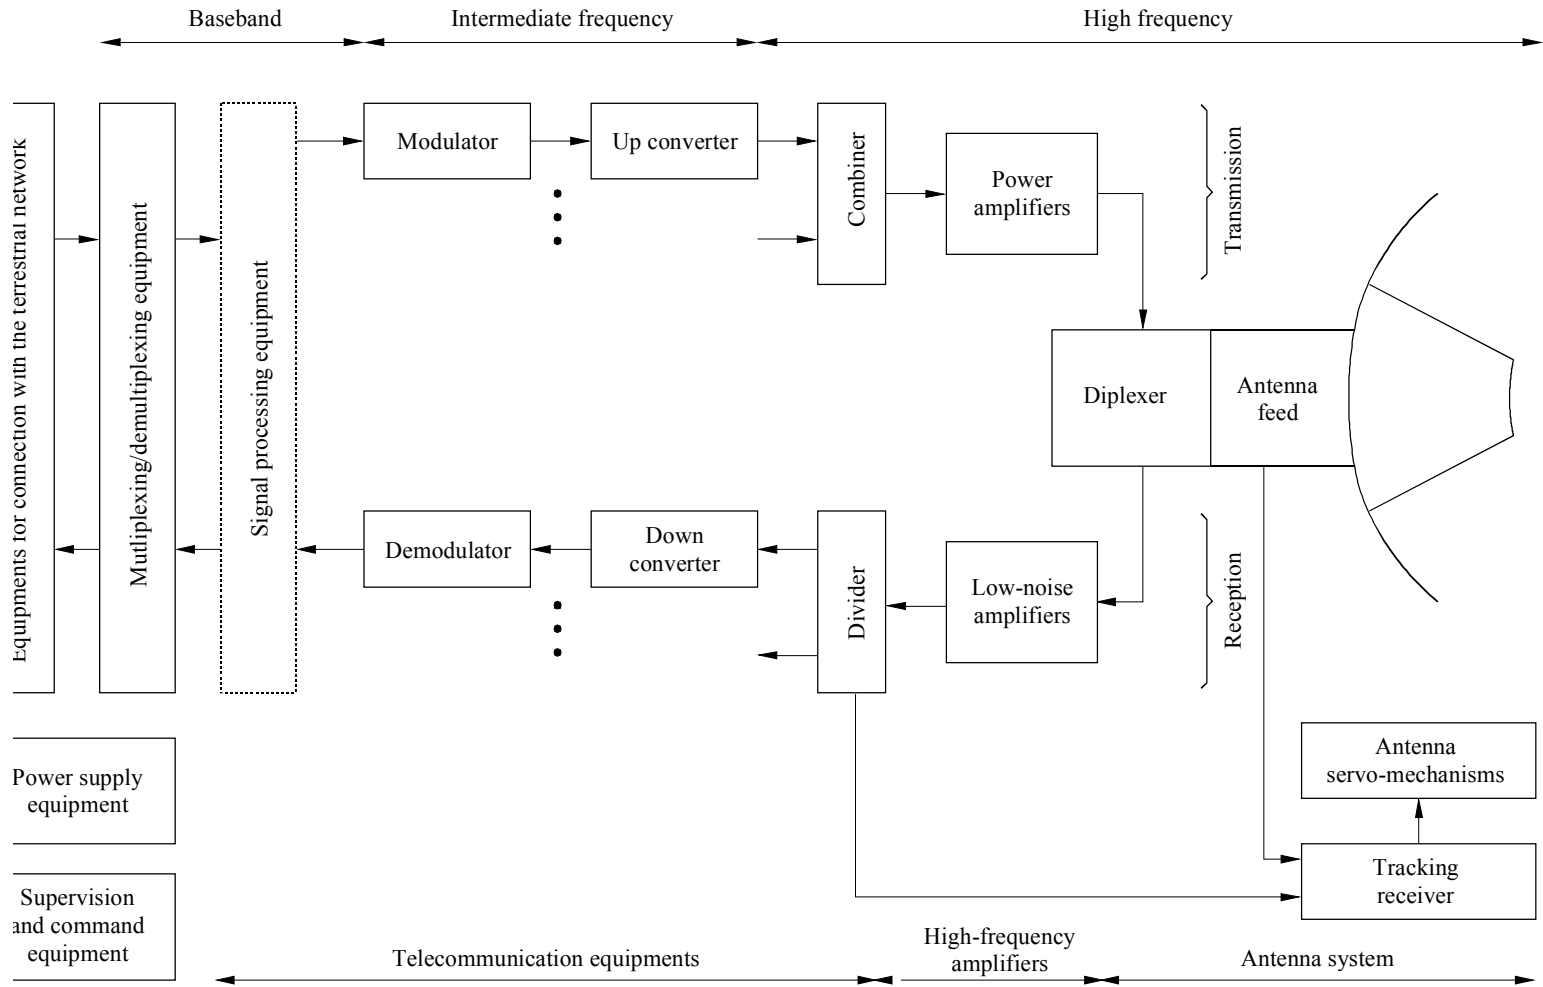 Baseband
Intermediate frequency
High frequency
Equipments for connection with the terrestrial network
Mutliplexing/demultiplexing equipment
Signal processing equipment
Modulator
Up converter
Combiner
Power
amplifiers
Transmission
Diplexer
Antenna
feed
Demodulator
Down
converter
Divider
Low-noise
amplifiers
Reception
Power supply
equipment
Antenna
servo-mechanisms
Supervision
and command
equipment
Tracking
receiver
Telecommunication equipments
High-frequency
amplifiers
Antenna system